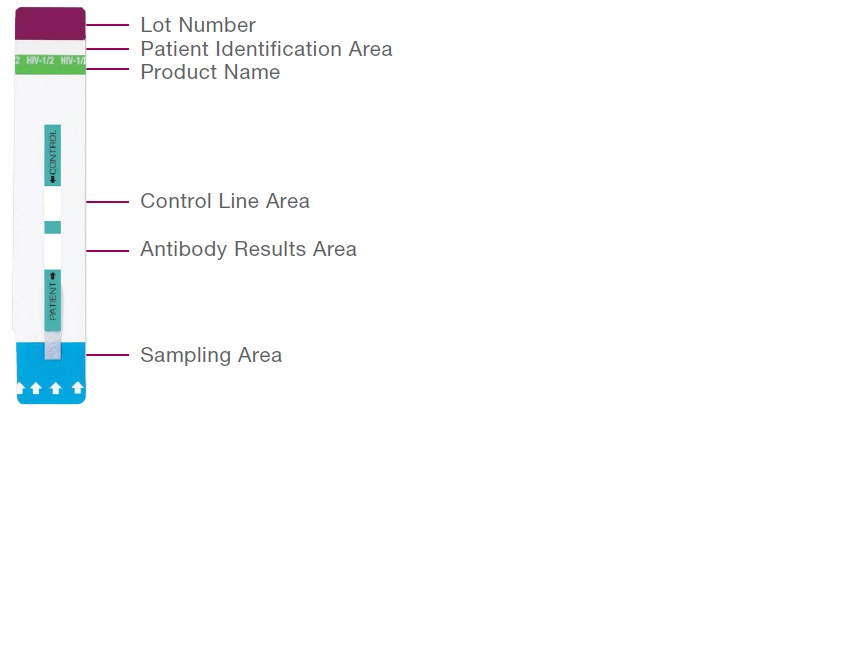 Lot Number
Patient Identification Area
2 HIV-1/2 HIV-1/2
Product Name
CONTROL
Control Line Area
Antibody Results Area
PATIENT
Sampling Area